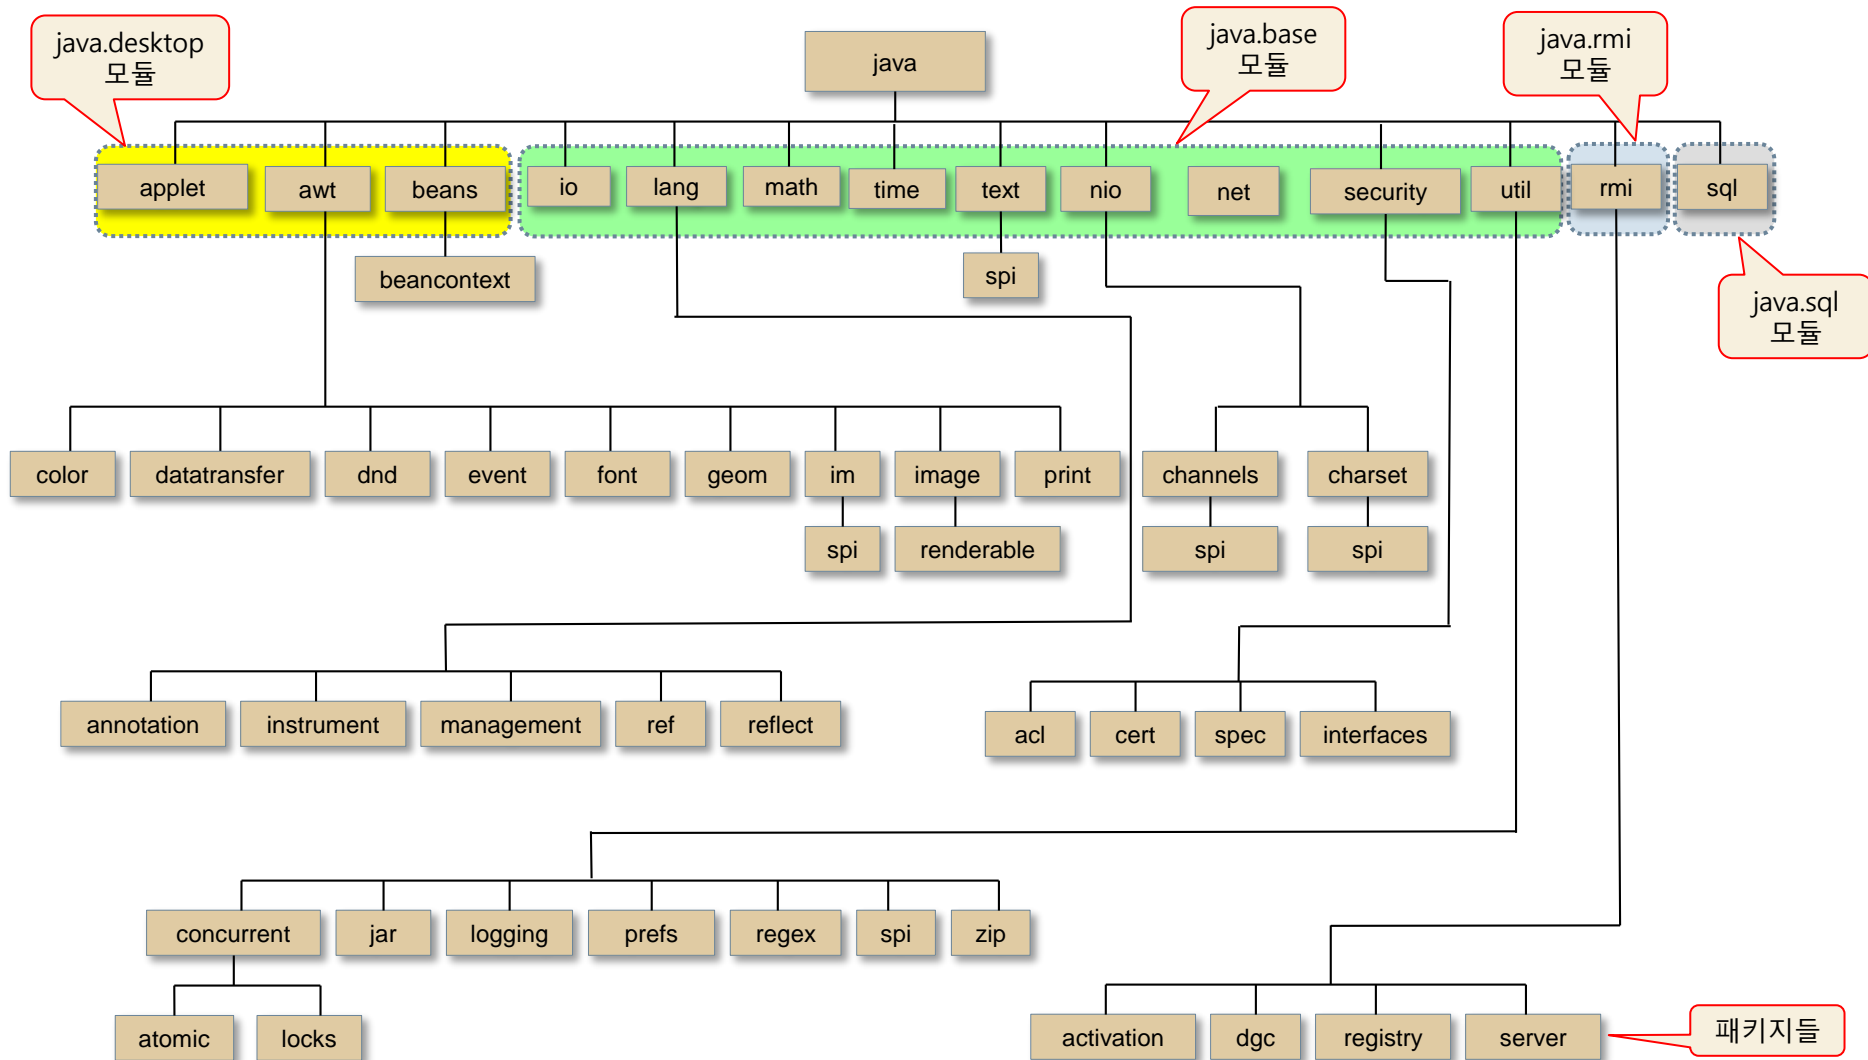 java.desktop
모듈
java
java.base
모듈
java.rmi
모듈
applet
awt
beans
io
lang
math
time
text
nio
net
security
util
rmi
sql
beancontext
spi
java.sql
모듈
color
datatransfer
dnd
event
font
geom
im
image
print
channels
charset
spi
renderable
spi
spi
annotation
instrument
management
ref
reflect
acl
cert
spec
interfaces
concurrent
jar
logging
prefs
regex
spi
zip
atomic
locks
activation
dgc
registry
server
패키지들